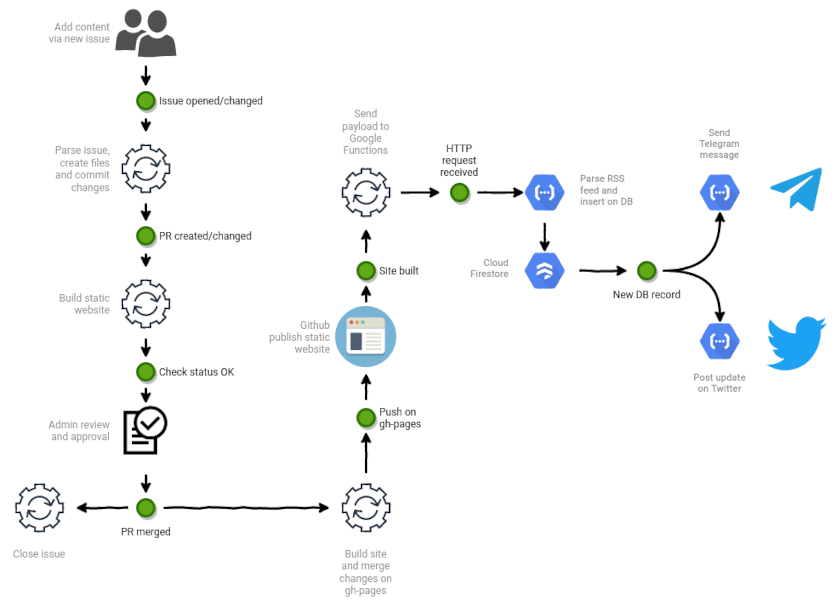 Add content
via new issue
Issue opened/changed
Parse issue,
create files
and commit
changes
PR created/changed
Build static
website
Check status OK
Admin review
and approval
PR merged
Close issue
Build site
and merge
changes on
gh-pages
Push on
gh-pages
Github
publish static
website
Site built
Send
payload to
Google
Functions
HTTP
request
received
Parse RSS
feed and
insert on DB
Cloud
Firestore
New DB record
Send
Telegram
message
Post update
on Twitter